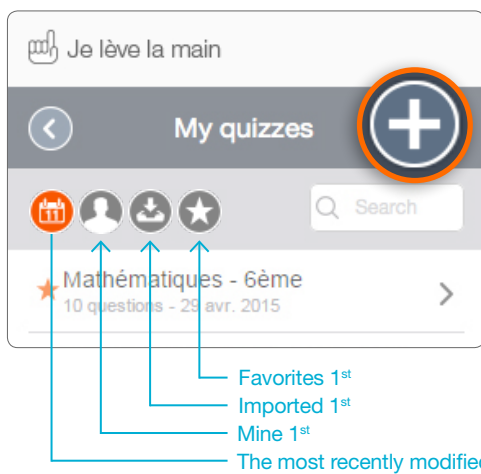 Je lève la main
My quizzes
11
Search
Mathématiques - 6ème
10 questions - 29 avr. 2015
Favorites 1st
Imported 1st
Mine 1st
The most recently modified